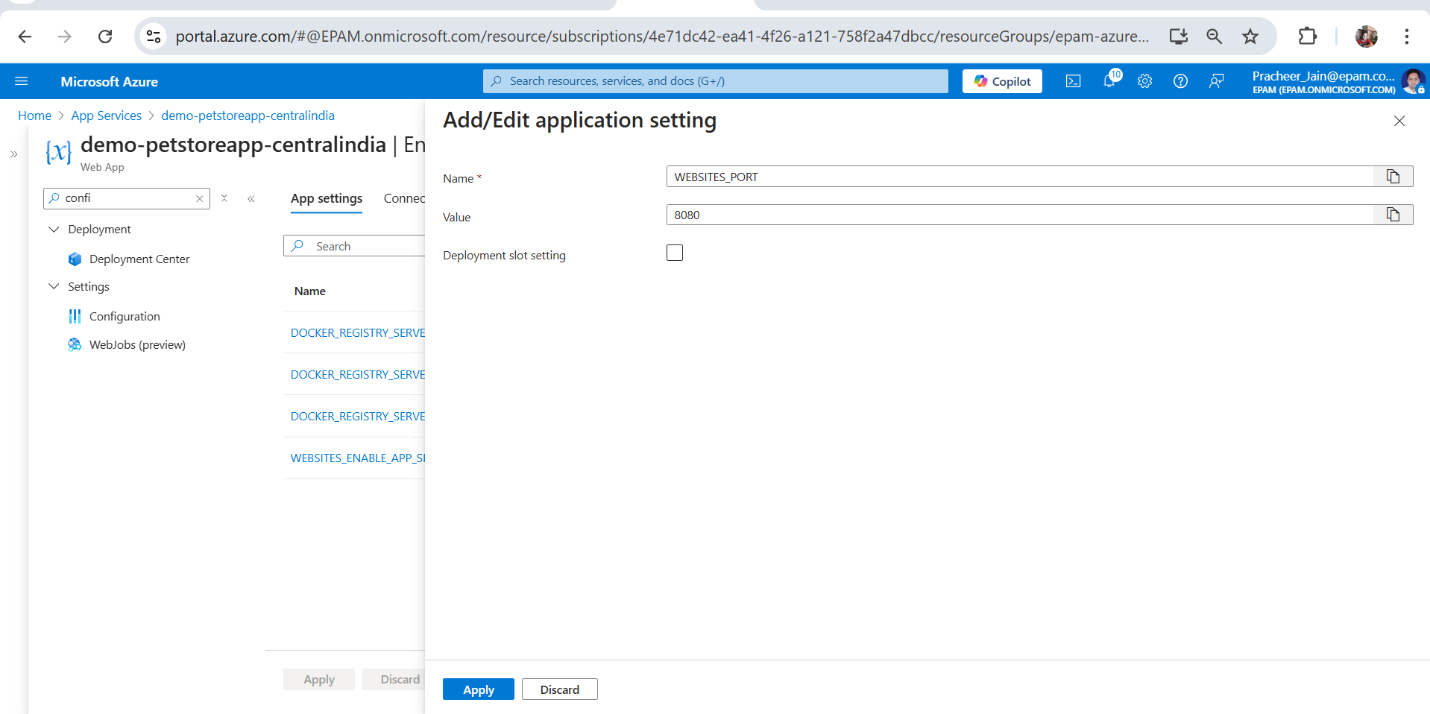 portal.azure.com/#@EPAM.onmicrosoft.com/resource/subscriptions/4e71dc42-ea41-4f26-a121-758f2a47dbcc/resourceGroups/epam-azure...
Microsoft Azure
Search resources, services, and docs (G+/)
Copilot
10
Pracheer_Jain@epam.co...
EPAM (EPAM.ONMICROSOFT.COM)
Home > App Services > demo-petstoreapp-centralindia
demo-petstoreapp-centralindia | En
Web App
confi
Deployment
Deployment Center
Settings
Configuration
WebJobs (preview)
App settings Connec
Search
Name
DOCKER_REGISTRY_SERVE
DOCKER_REGISTRY_SERVE
DOCKER_REGISTRY_SERVE
WEBSITES_ENABLE_APP_SE
Apply Discard
Add/Edit application setting
Name * WEBSITES_PORT
Value 8080
Deployment slot setting
Apply Discard